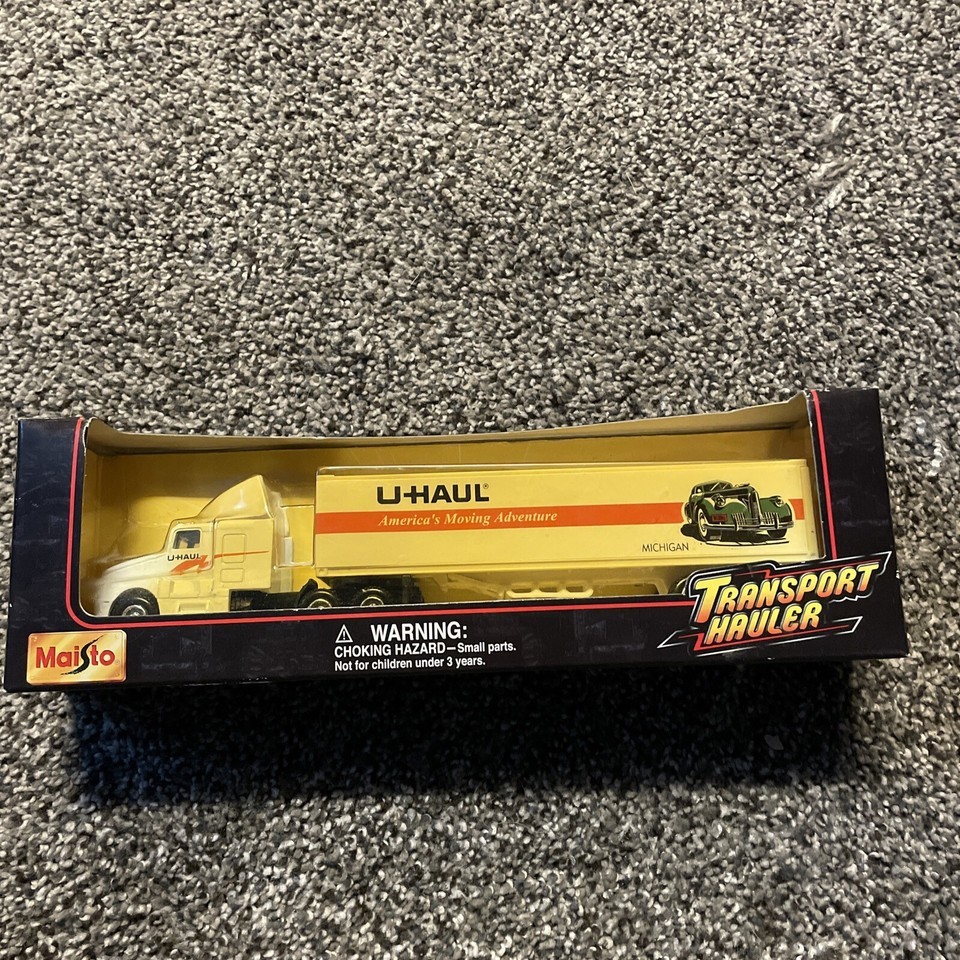 U-HAUL®
America's Moving Adventure
MICHIGAN
U-HAUL
TRANSPORT
HAULER
Maisto
⚠ WARNING:
CHOKING HAZARD—Small parts.
Not for children under 3 years.